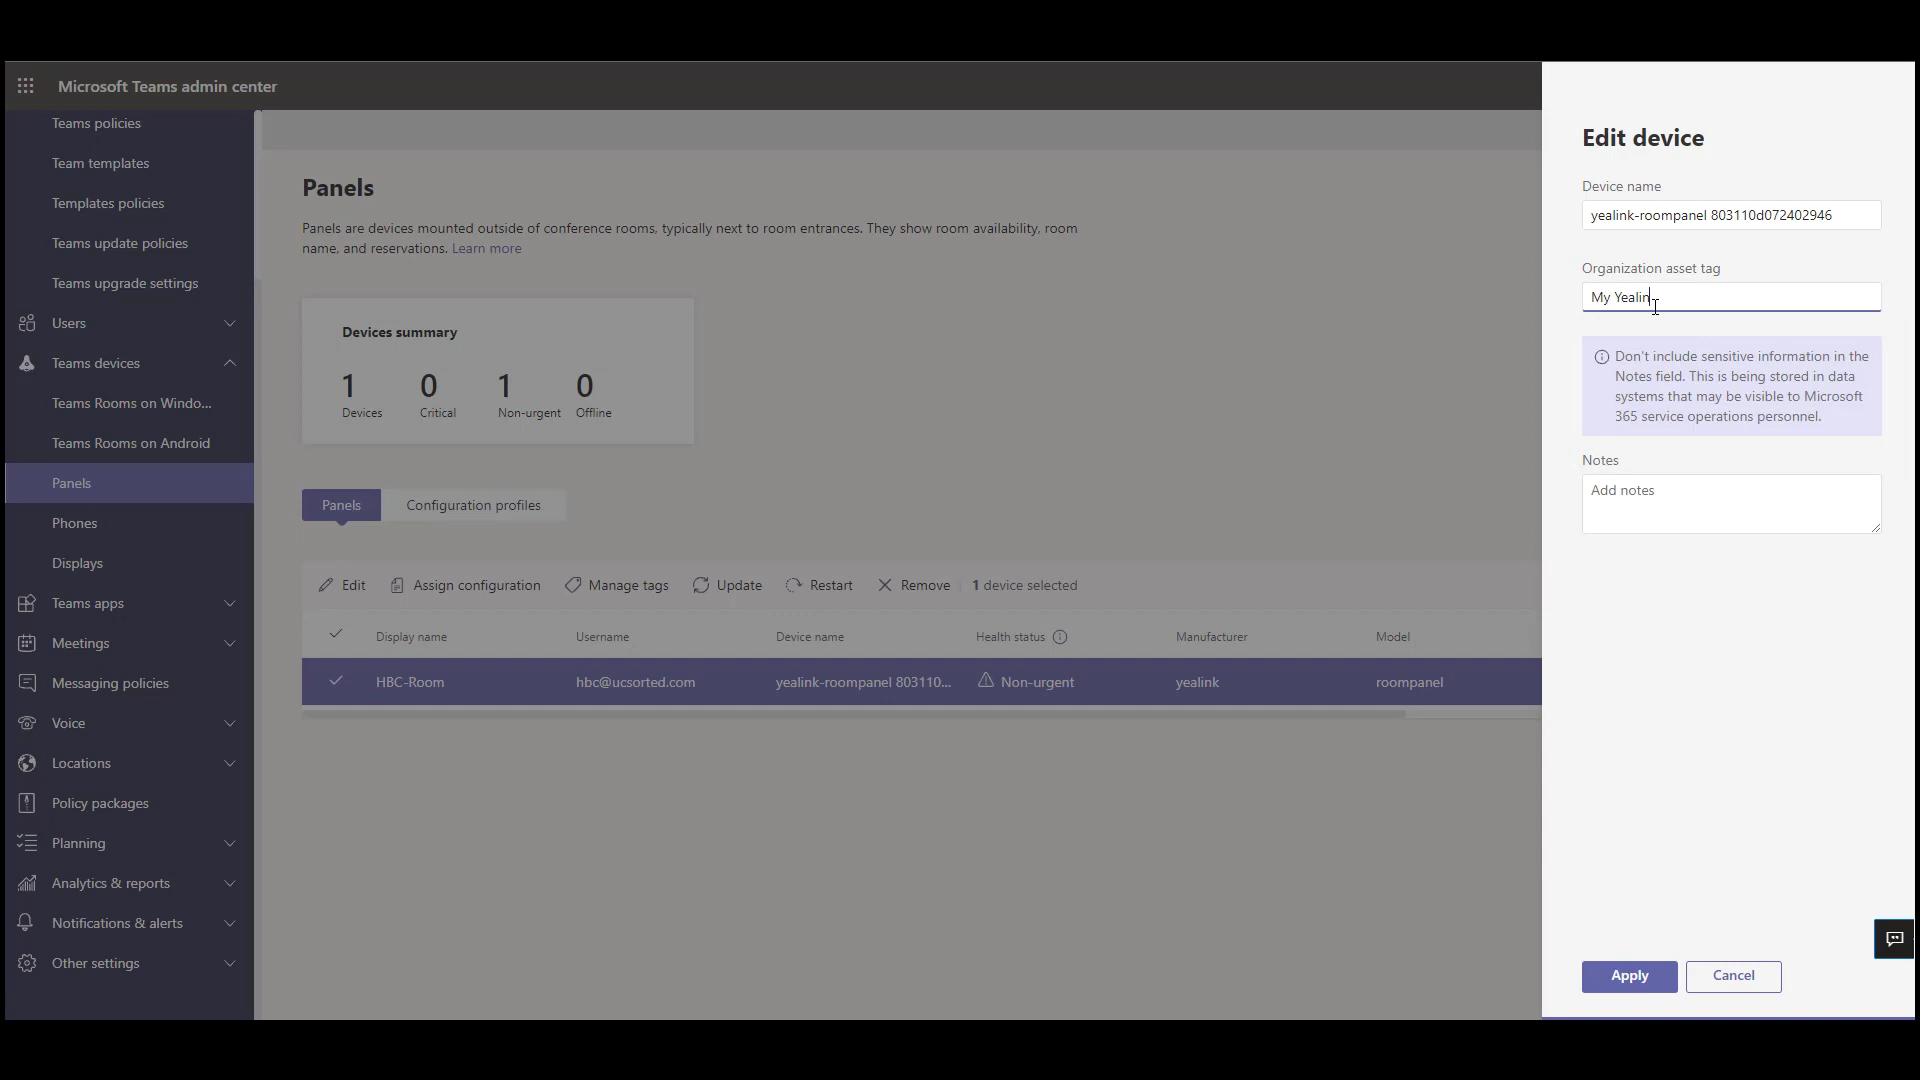 Microsoft Teams admin center
Teams policies
Team templates
Templates policies
Teams update policies
Teams upgrade settings
Users
Teams devices
Teams Rooms on Windo...
Teams Rooms on Android
Panels
Phones
Displays
Teams apps
Meetings
Messaging policies
Voice
Locations
Policy packages
Planning
Analytics & reports
Notifications & alerts
Other settings
Panels
Panels are devices mounted outside of conference rooms, typically next to room entrances. They show room availability, room
name, and reservations. Learn more
Devices summary
1 0 1 0
Devices Critical Non-urgent Offline
Panels Configuration profiles
Edit Assign configuration Manage tags Update Restart Remove 1 device selected
Display name Username Device name Health status Manufacturer Model
HBC-Room hbc@ucsorted.com yealink-roompanel 803110... Non-urgent yealink roompanel
Edit device
Device name
yealink-roompanel 803110d072402946
Organization asset tag
My Yealin
Don't include sensitive information in the
Notes field. This is being stored in data
systems that may be visible to Microsoft
365 service operations personnel.
Notes
Add notes
Apply Cancel